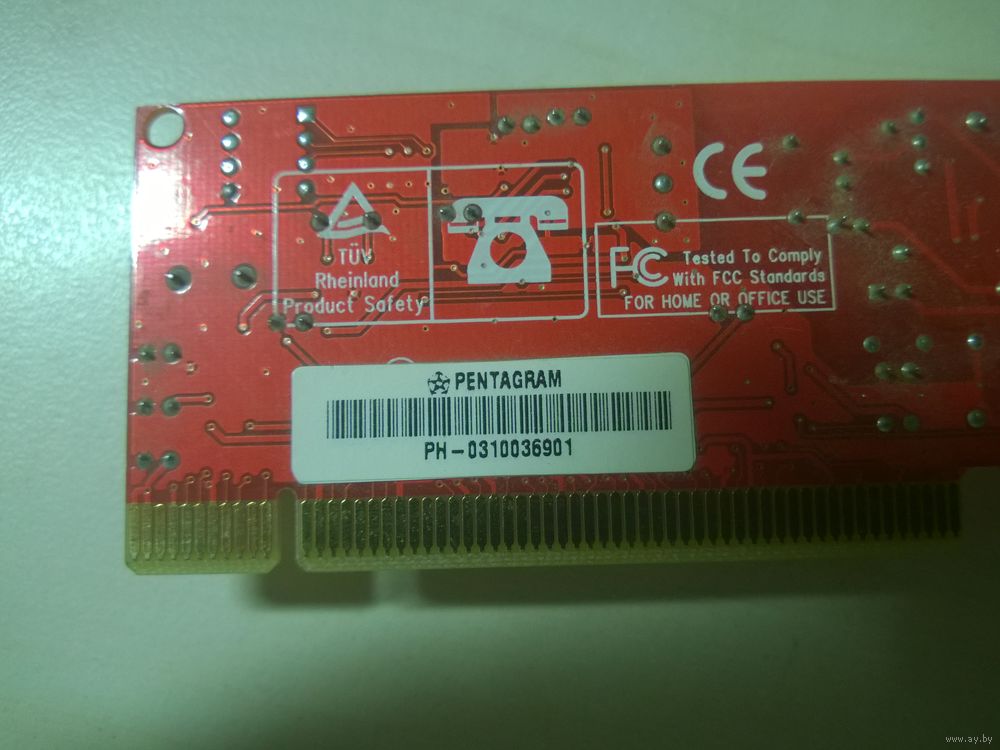 CE
TÜV
Rheinland
Product Safety
FC Tested To Comply
With FCC Standards
FOR HOME OR OFFICE USE
PENTAGRAM
PH-0310036901
www.ay.by